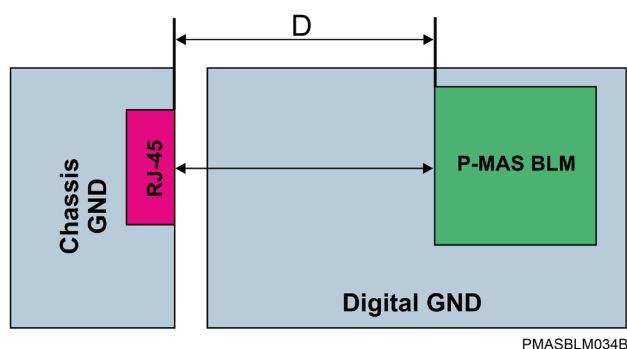 D
Chassis
GND
RJ-45
P-MAS BLM
Digital GND
PMASBLM034B